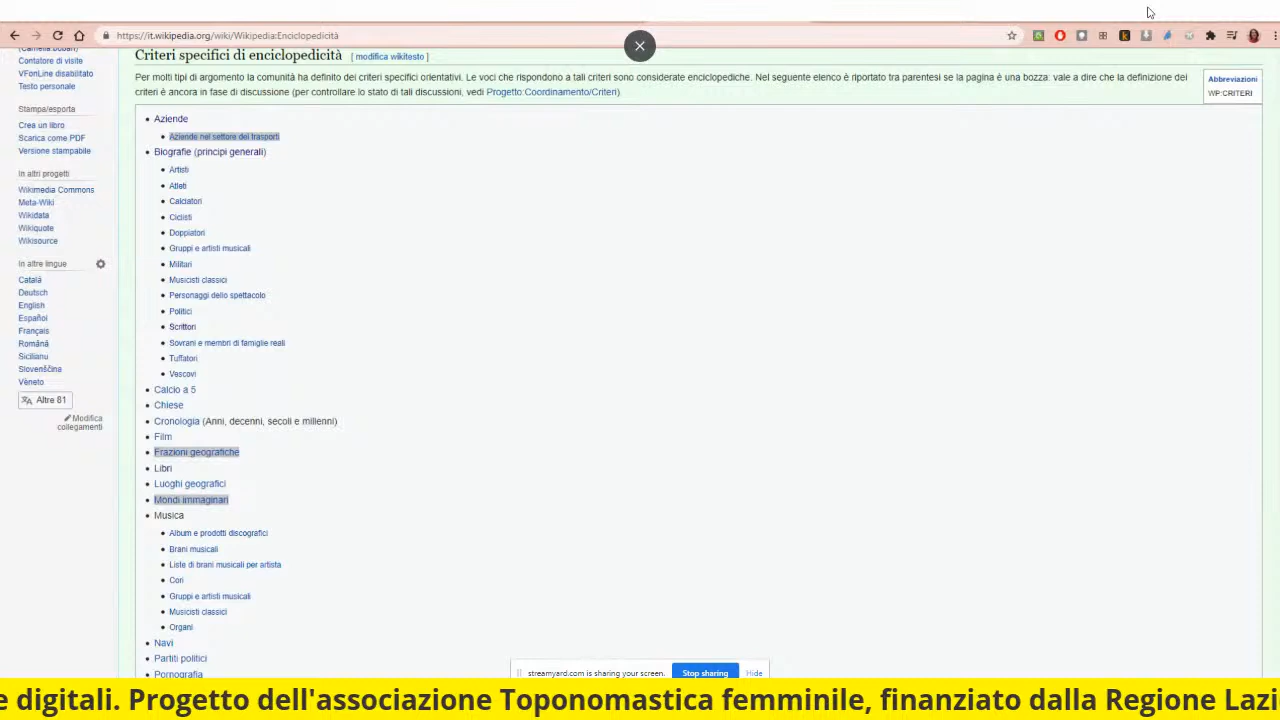 https://it.wikipedia.org/wiki/Wikipedia:Enciclopedicità
Contatore di visite
VFonLine disabilitato
Testo personale
Stampa/esporta
Crea un libro
Scarica come PDF
Versione stampabile
In altri progetti
Wikimedia Commons
Meta-Wiki
Wikidata
Wikiquote
Wikisource
In altre lingue
Català
Deutsch
English
Español
Français
Română
Sicilianu
Slovenščina
Vèneto
Altre 81
Modifica
collegamenti
Criteri specifici di enciclopedicità [ modifica wikitesto ]
Per molti tipi di argomento la comunità ha definito dei criteri specifici orientativi. Le voci che rispondono a tali criteri sono considerate enciclopediche. Nel seguente elenco è riportato tra parentesi se la pagina è una bozza: vale a dire che la definizione dei
criteri è ancora in fase di discussione (per controllare lo stato di tali discussioni, vedi Progetto:Coordinamento/Criteri).
Abbreviazioni
WP:CRITERI
• Aziende
• Aziende nel settore dei trasporti
• Biografie (principi generali)
• Artisti
• Atleti
• Calciatori
• Ciclisti
• Doppiatori
• Gruppi e artisti musicali
• Militari
• Musicisti classici
• Personaggi dello spettacolo
• Politici
• Scrittori
• Sovrani e membri di famiglie reali
• Tuffatori
• Vescovi
• Calcio a 5
• Chiese
• Cronologia (Anni, decenni, secoli e millenni)
• Film
• Frazioni geografiche
• Libri
• Luoghi geografici
• Mondi immaginari
• Musica
• Album e prodotti discografici
• Brani musicali
• Liste di brani musicali per artista
• Cori
• Gruppi e artisti musicali
• Musicisti classici
• Organi
• Navi
• Partiti politici
• Pornografia
streamyard.com is sharing your screen. Stop sharing Hide
e digitali. Progetto dell'associazione Toponomastica femminile, finanziato dalla Regione Lazi